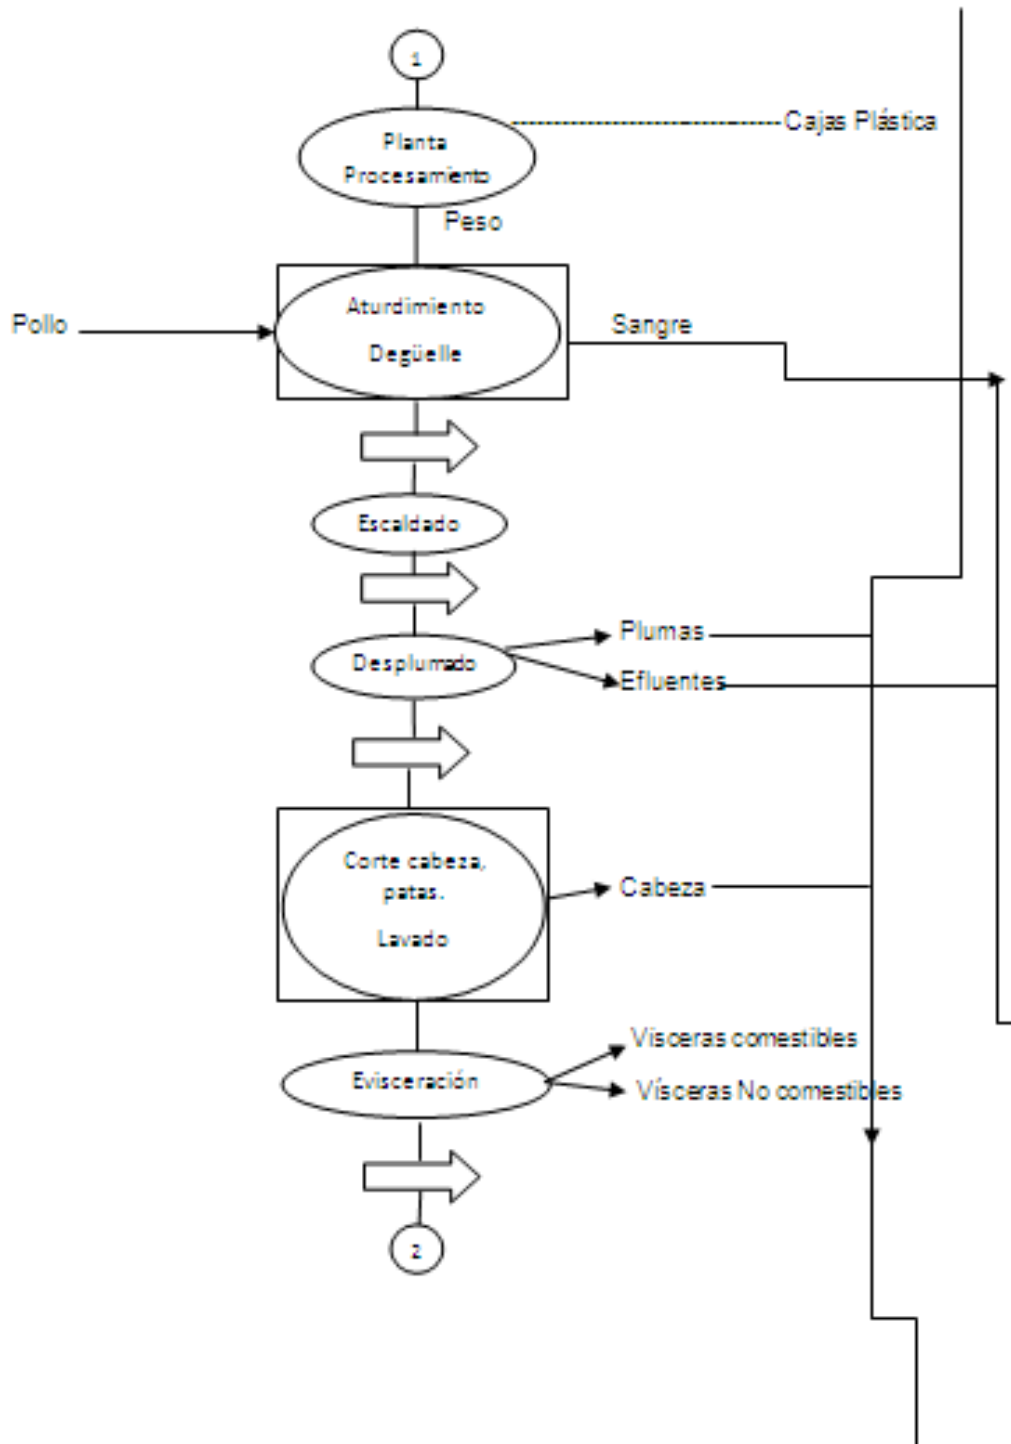 1
Cajas Plástica
Planta
Procesamiento
Peso
Aturdimiento
Degüelle
Pollo
Sangre
Escaldado
Desplumado
Plumas
Efluentes
Corte cabeza,
patas.
Lavado
Cabeza
Visceras comestibles
Evisceración
Vísceras No comestibles
2